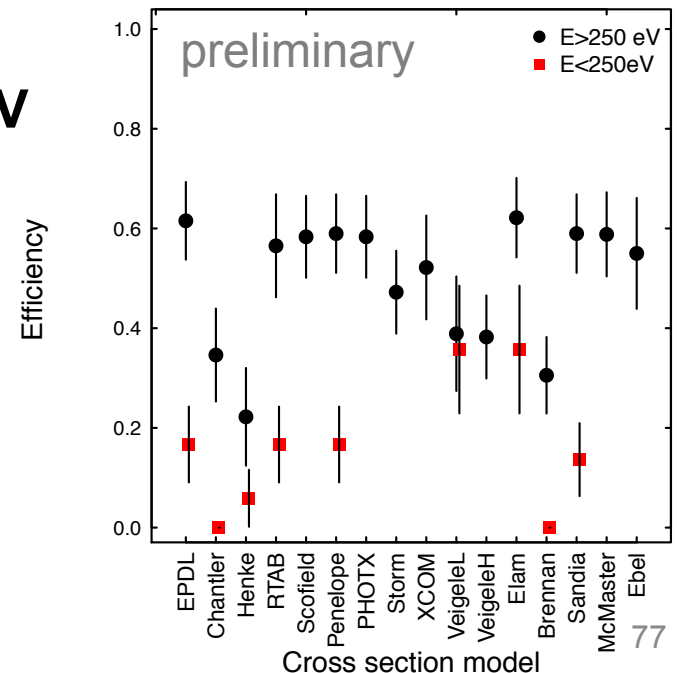 V
preliminary
E>250 eV
E<250eV
1.0
0.8
0.6
0.4
0.2
0.0
Efficiency
EPDL
Chantler
Henke
RTAB
Scofield
Penelope
PHOTX
Storm
XCOM
VeigeleL
VeigeleH
Elam
Brennan
Sandia
McMaster
Ebel
Cross section model
77